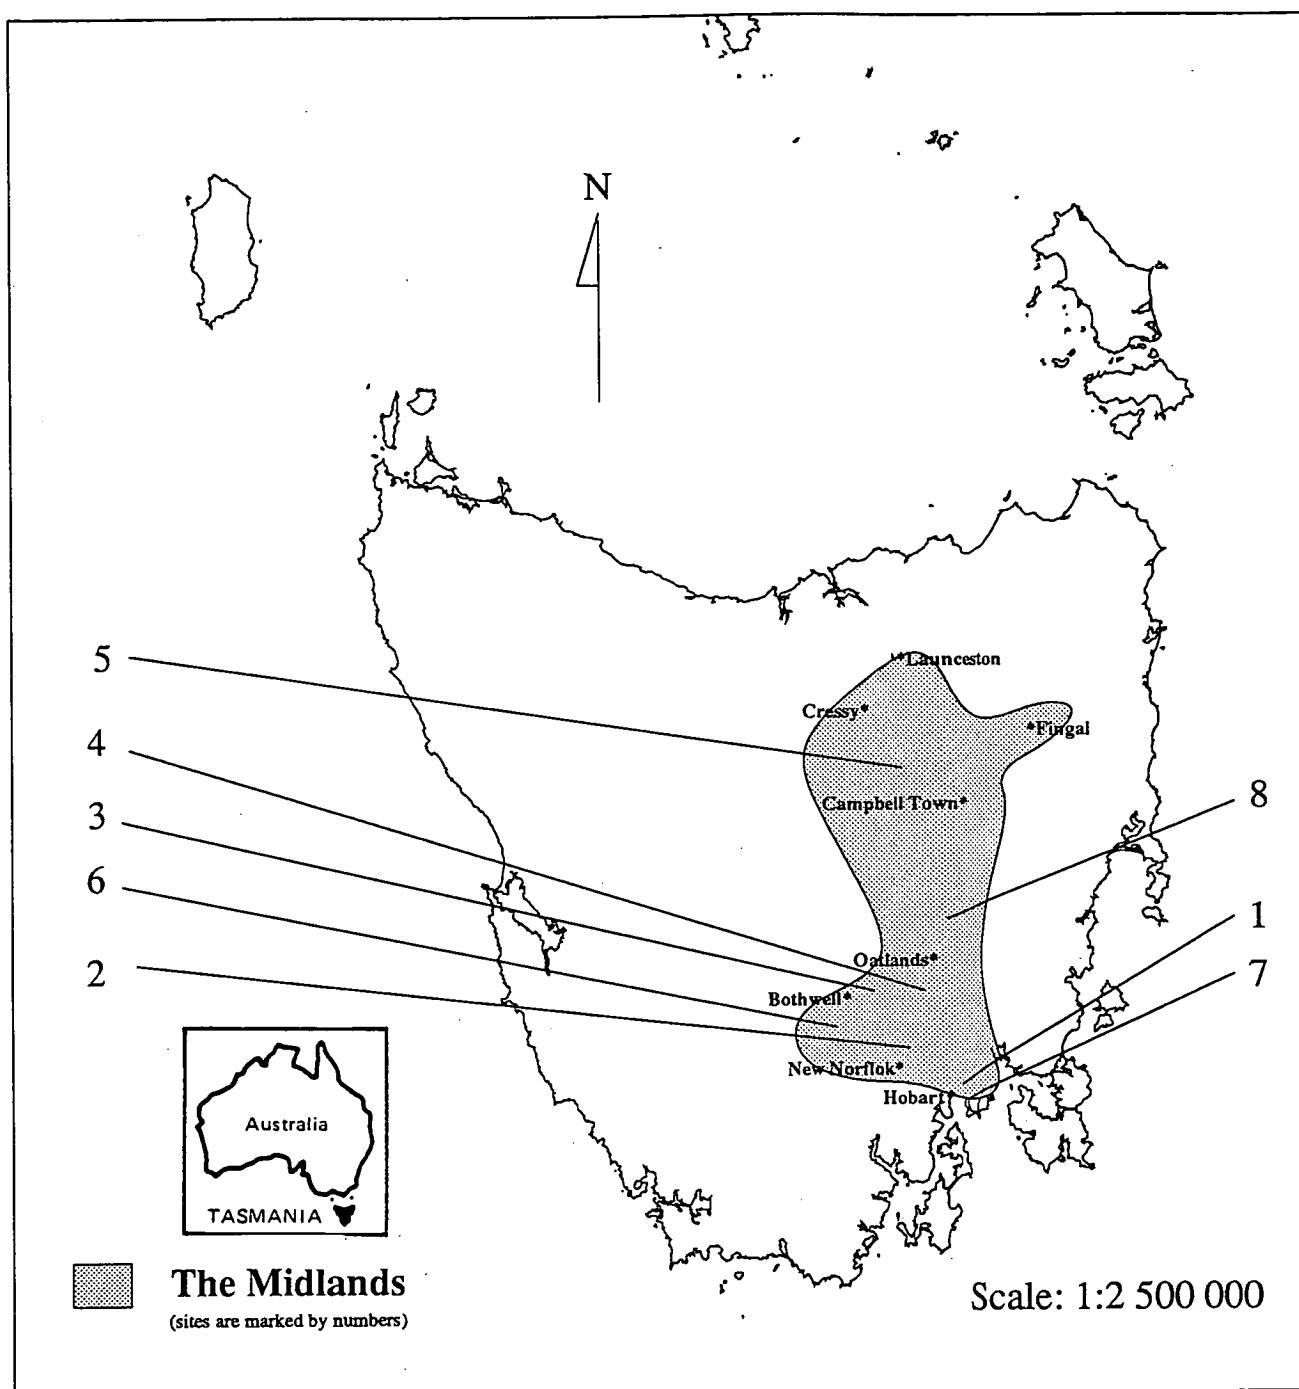 N
5
Launceston
Cressy
Fingal
4
8
Campbell Town
3
6
1
Oatlands
2
7
Bothwell
New Norflok
Hobart
Australia
TASMANIA
The Midlands
(sites are marked by numbers)
Scale: 1:2 500 000